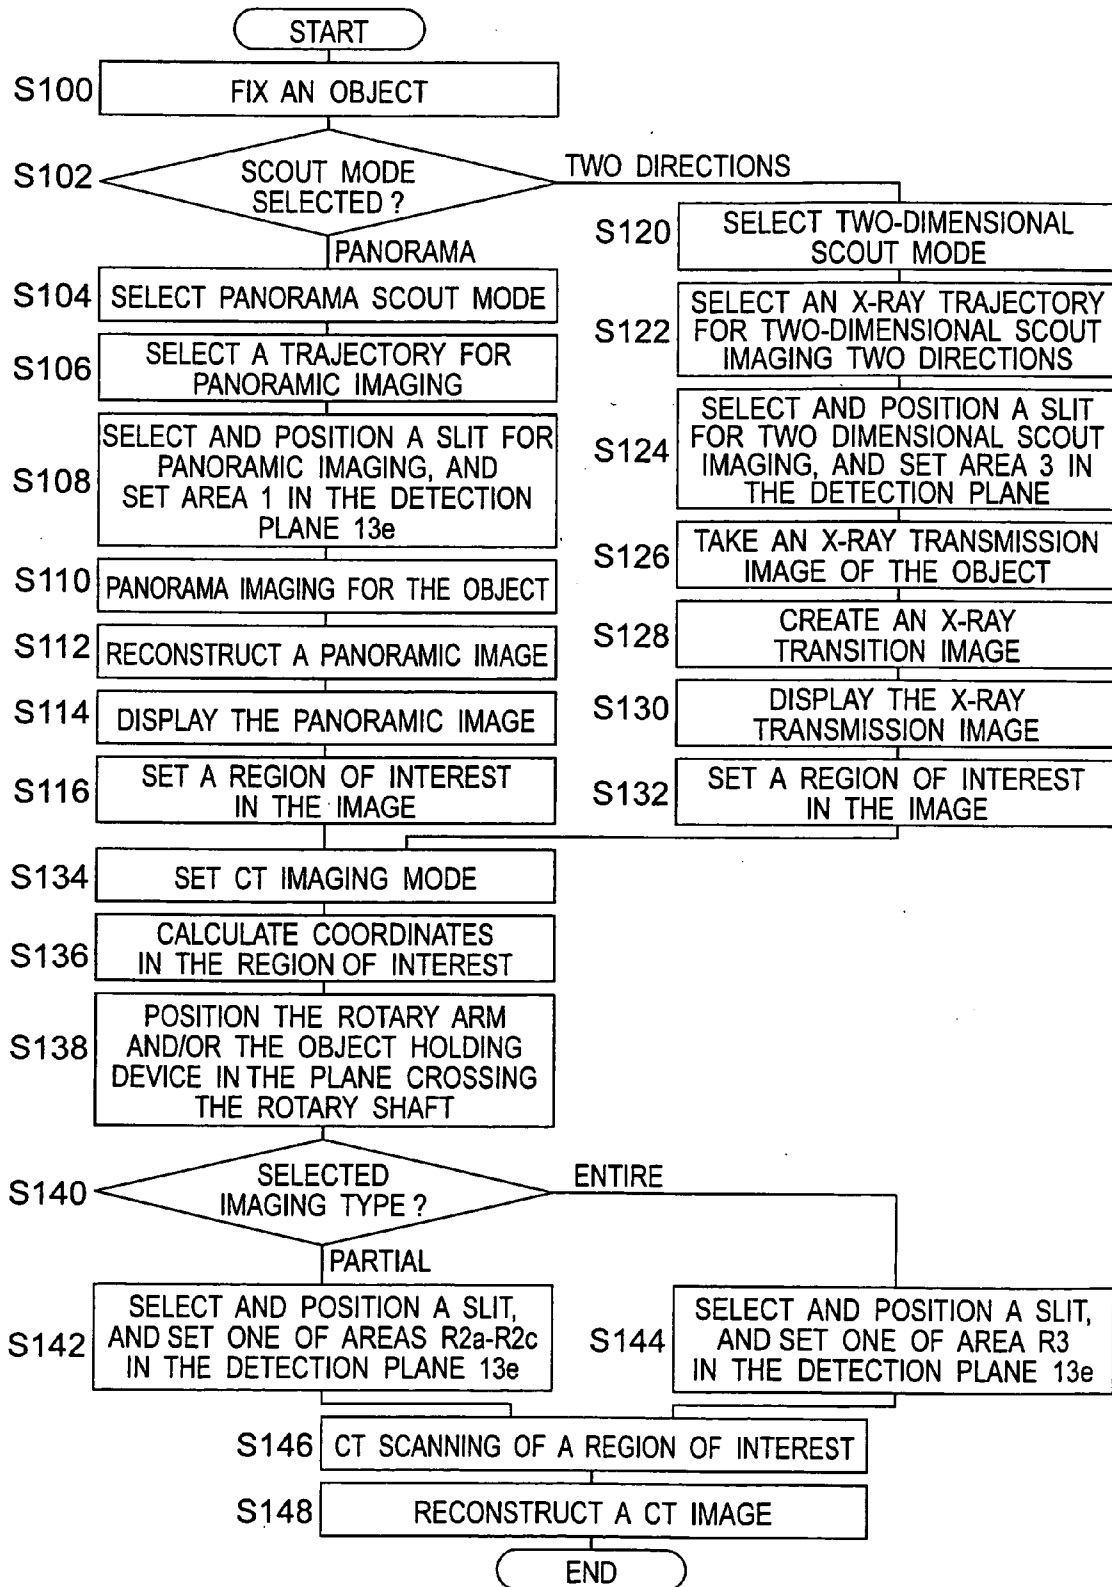 START
S100
FIX AN OBJECT
S102
SCOUT MODE
SELECTED?
TWO DIRECTIONS
PANORAMA
S104
SELECT PANORAMA SCOUT MODE
S106
SELECT A TRAJECTORY FOR
PANORAMIC IMAGING
S108
SELECT AND POSITION A SLIT FOR
PANORAMIC IMAGING, AND
SET AREA 1 IN THE DETECTION
PLANE 13e
S110
PANORAMA IMAGING FOR THE OBJECT
S112
RECONSTRUCT A PANORAMIC IMAGE
S114
DISPLAY THE PANORAMIC IMAGE
S116
SET A REGION OF INTEREST
IN THE IMAGE
S120
SELECT TWO-DIMENSIONAL
SCOUT MODE
S122
SELECT AN X-RAY TRAJECTORY
FOR TWO-DIMENSIONAL SCOUT
IMAGING TWO DIRECTIONS
S124
SELECT AND POSITION A SLIT
FOR TWO DIMENSIONAL SCOUT
IMAGING, AND SET AREA 3 IN
THE DETECTION PLANE
S126
TAKE AN X-RAY TRANSMISSION
IMAGE OF THE OBJECT
S128
CREATE AN X-RAY
TRANSITION IMAGE
S130
DISPLAY THE X-RAY
TRANSMISSION IMAGE
S132
SET A REGION OF INTEREST
IN THE IMAGE
S134
SET CT IMAGING MODE
S136
CALCULATE COORDINATES
IN THE REGION OF INTEREST
S138
POSITION THE ROTARY ARM
AND/OR THE OBJECT HOLDING
DEVICE IN THE PLANE CROSSING
THE ROTARY SHAFT
S140
SELECTED
IMAGING TYPE?
ENTIRE
PARTIAL
S142
SELECT AND POSITION A SLIT,
AND SET ONE OF AREAS R2a-R2c
IN THE DETECTION PLANE 13e
S144
SELECT AND POSITION A SLIT,
AND SET ONE OF AREA R3
IN THE DETECTION PLANE 13e
S146
CT SCANNING OF A REGION OF INTEREST
S148
RECONSTRUCT A CT IMAGE
END